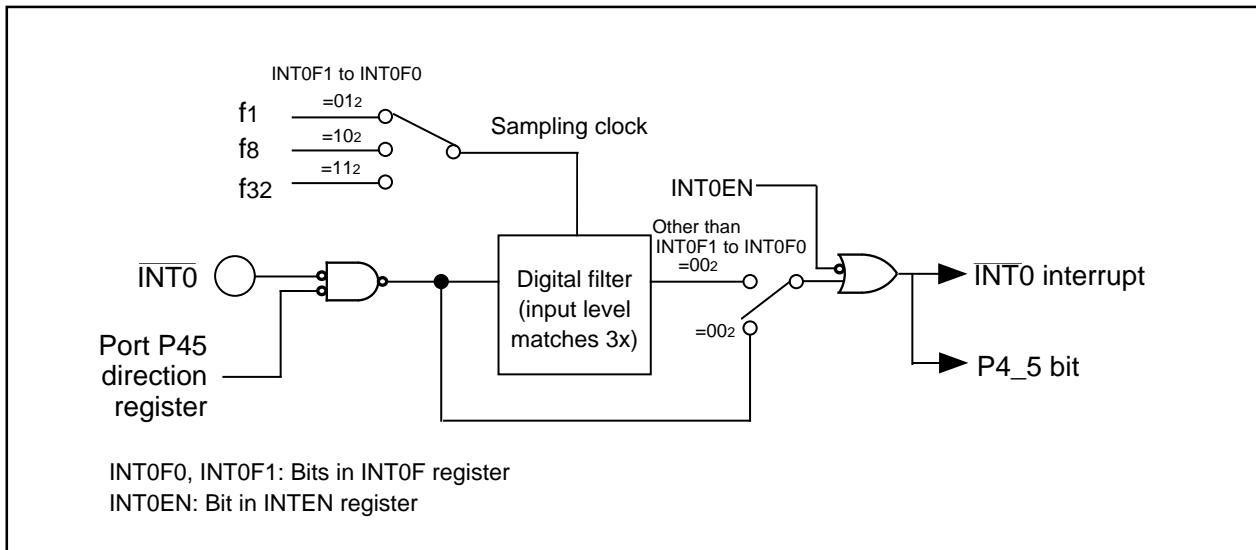 INT0F1 to INT0F0
f1
=012
f8
=102
f32
=112
Sampling clock
INT0EN
Other than
INT0F1 to INT0F0
=002
INT0
Digital filter
(input level
matches 3x)
=002
INT0 interrupt
Port P45
direction
register
P4_5 bit
INT0F0, INT0F1: Bits in INT0F register
INT0EN: Bit in INTEN register